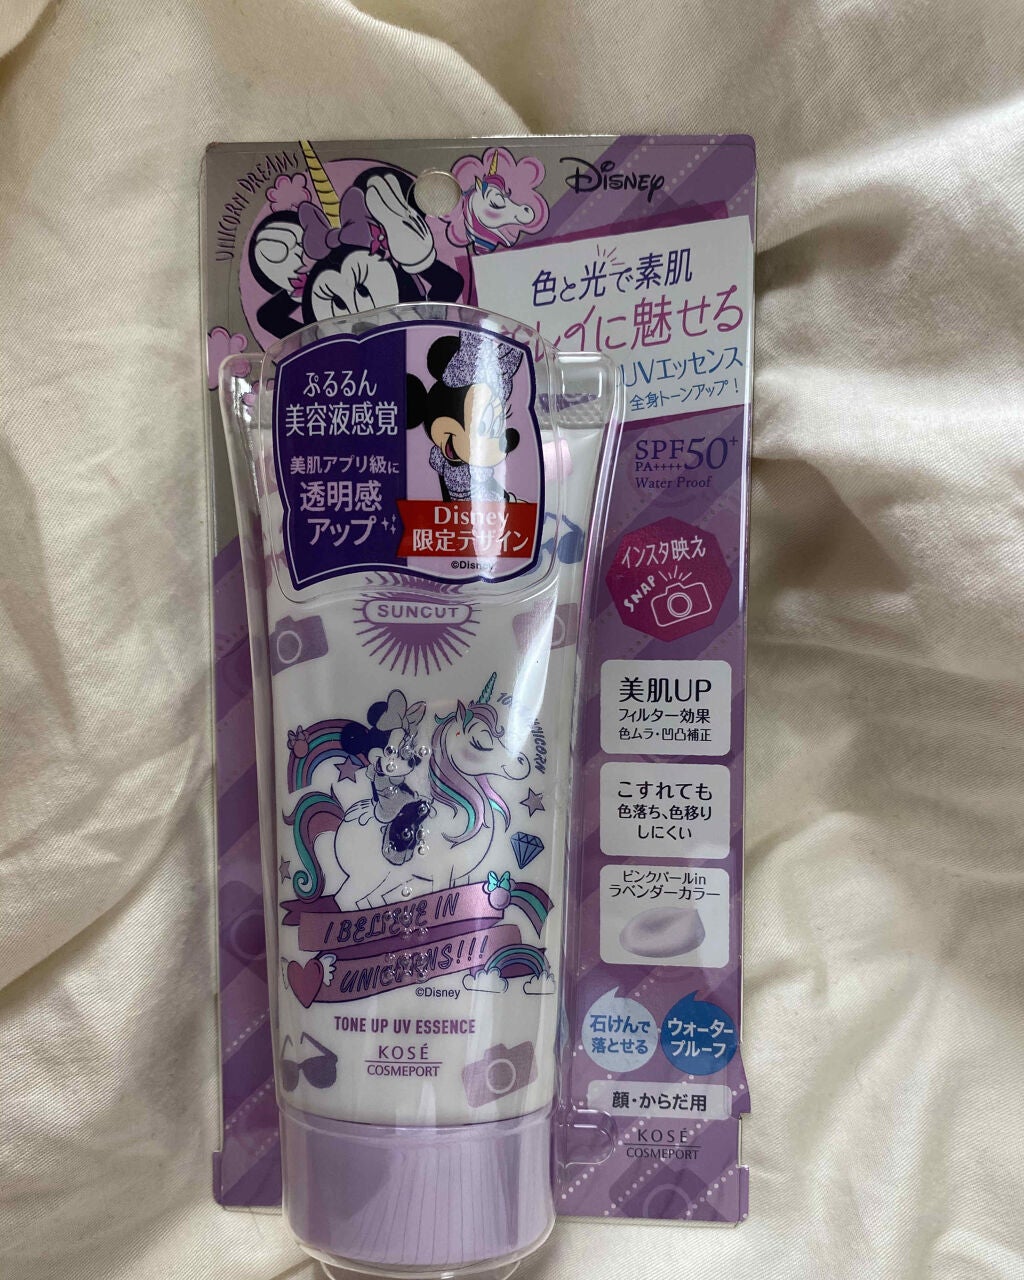 UNICORN DREAMS
Disney
色と光で素肌
キレイに魅せる
UVエッセンス
全身トーンアップ!
SPF50+
PA++++
Water Proof
ぷるるん
美容液感覚
美肌アプリ級に
透明感
アップ
Disney
限定デザイン
©Disney
インスタ映え
SNAP
SUNCUT
美肌UP
フィルター効果
色ムラ・凹凸補正
こすれても
色落ち、色移り
しにくい
ピンクパールin
ラベンダーカラー
UNICORN
I BELIEVE IN
UNICORNS!!!
©Disney
TONE UP UV ESSENCE
KOSÉ
COSMEPORT
石けんで
落とせる
ウォーター
プルーフ
顔・からだ用
KOSÉ
COSMEPORT